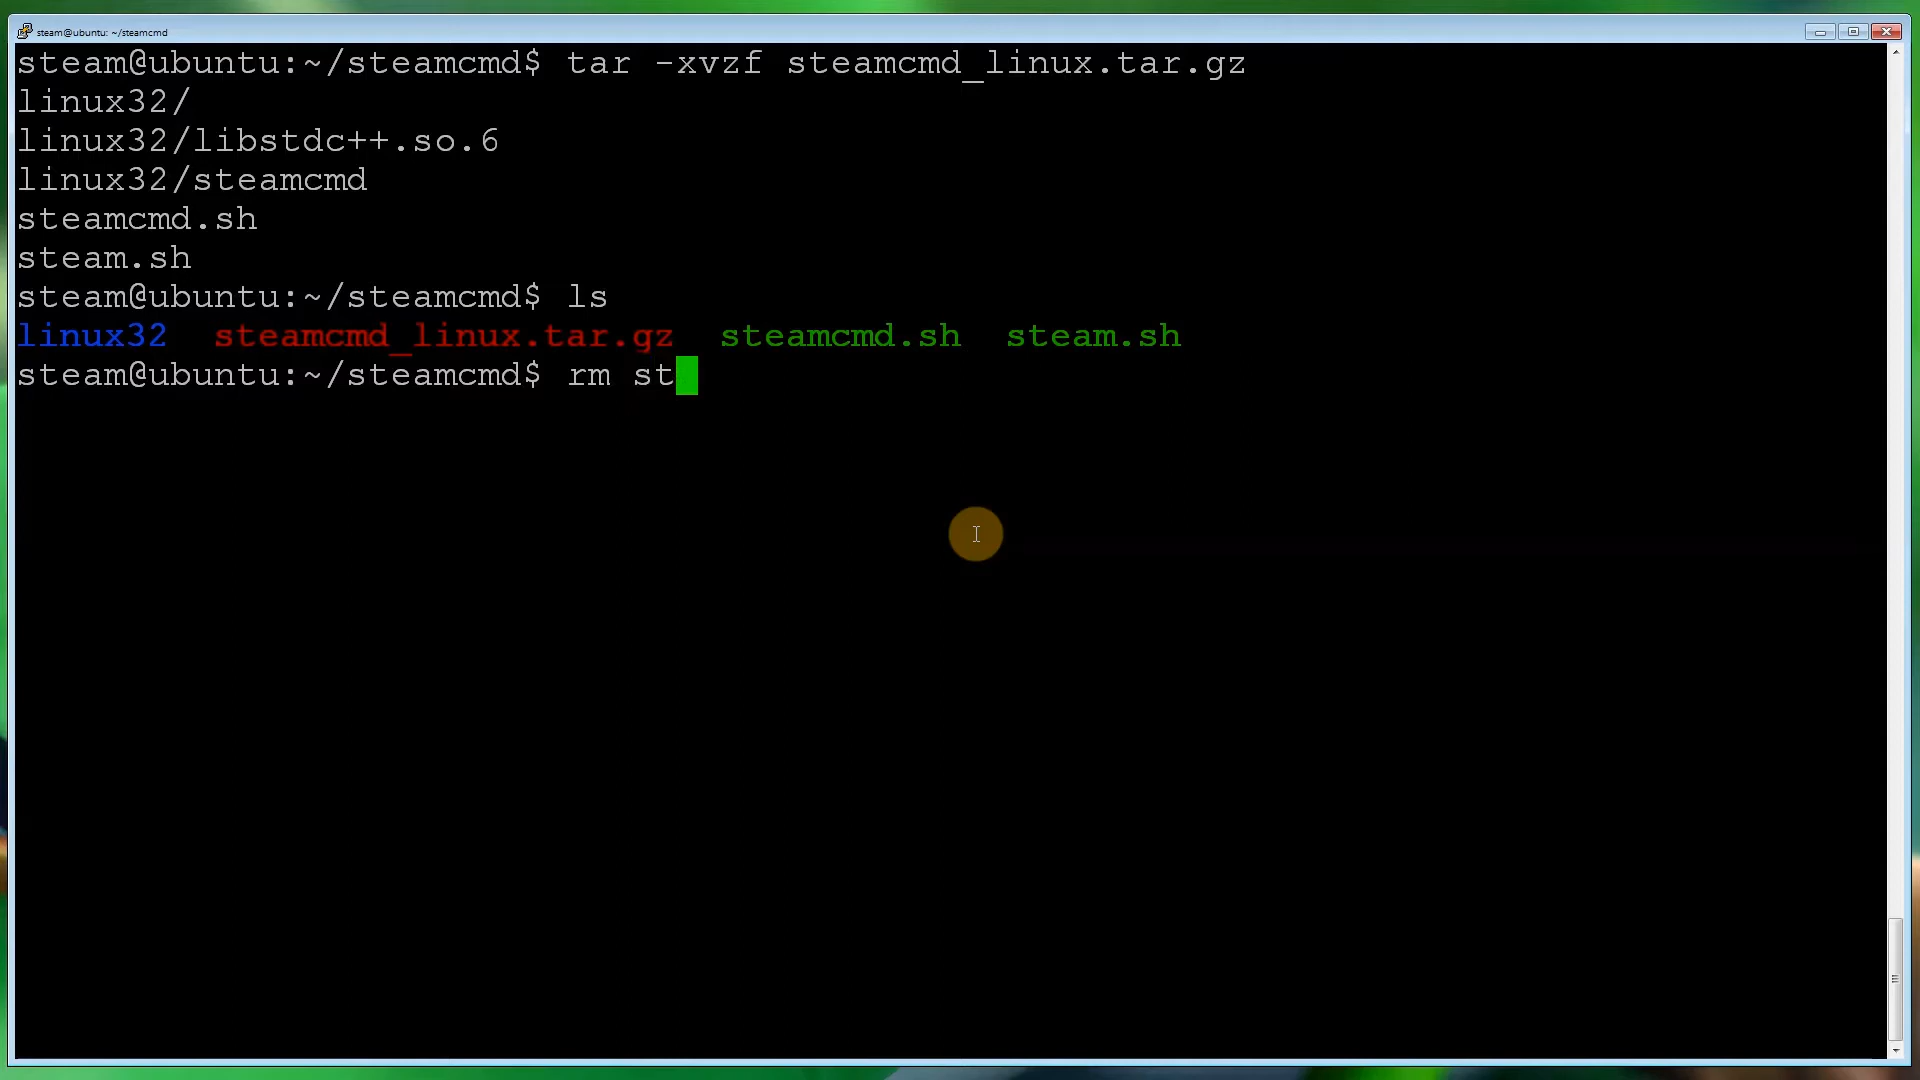 steam@ubuntu: ~/steamcmd
steam@ubuntu:~/steamcmd$ tar -xvzf steamcmd_linux.tar.gz
linux32/
linux32/libstdc++.so.6
linux32/steamcmd
steamcmd.sh
steam.sh
steam@ubuntu:~/steamcmd$ ls
linux32  steamcmd_linux.tar.gz  steamcmd.sh  steam.sh
steam@ubuntu:~/steamcmd$ rm st